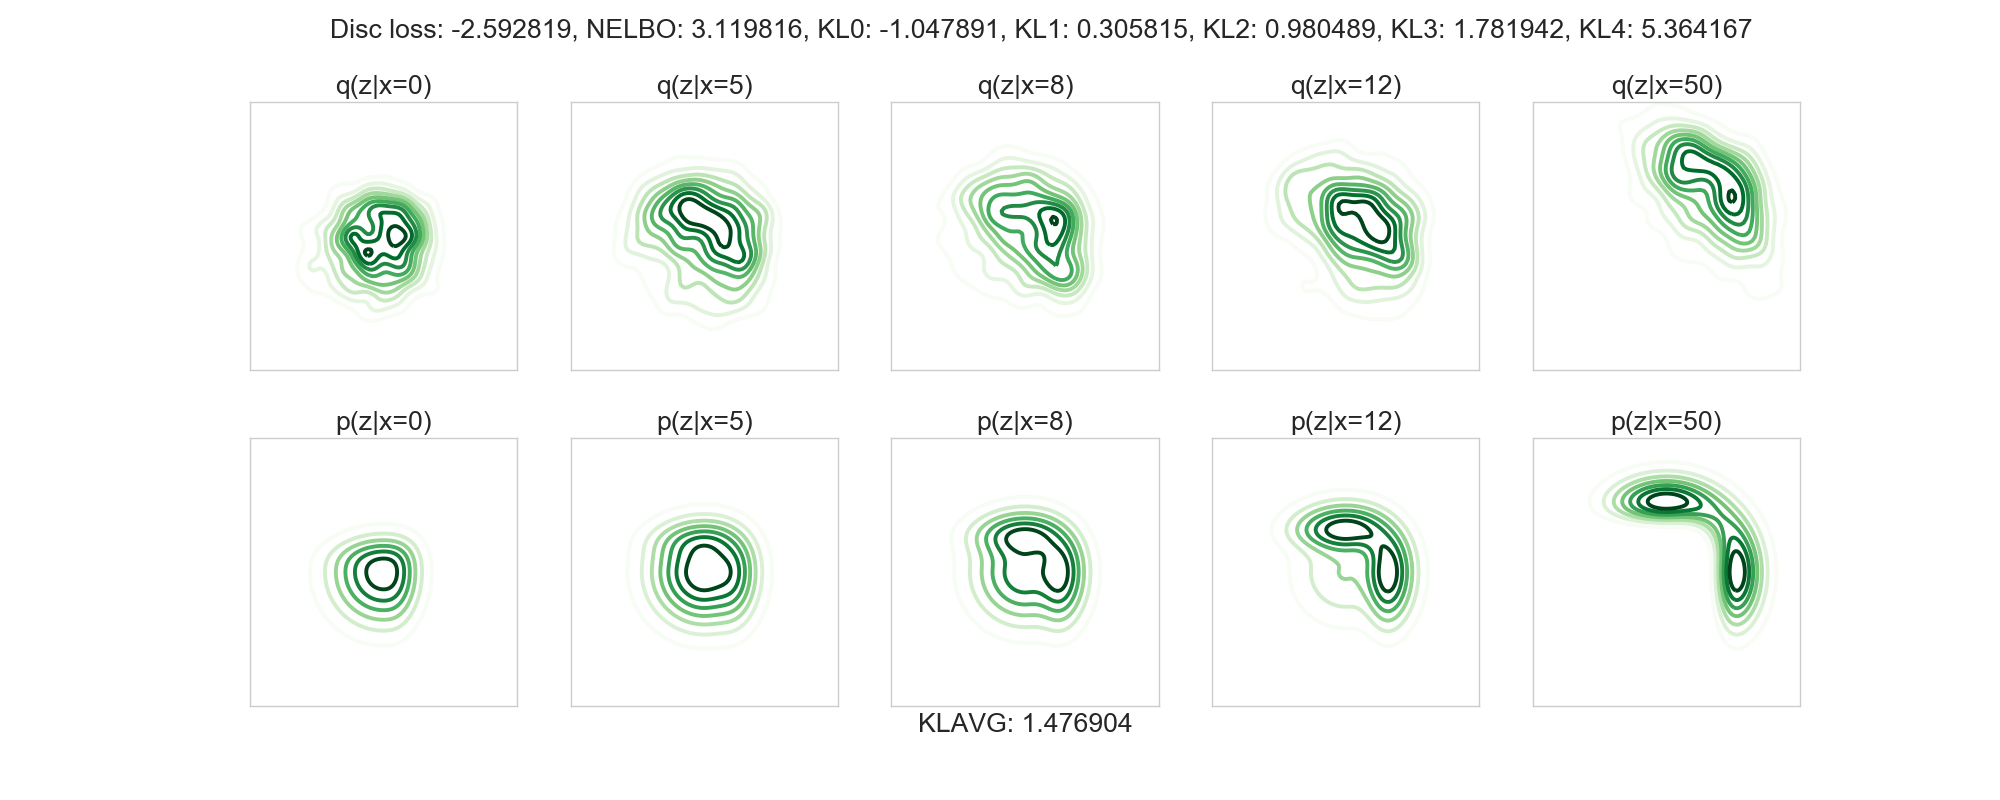 Disc loss: -2.592819, NELBO: 3.119816, KL0: -1.047891, KL1: 0.305815, KL2: 0.980489, KL3: 1.781942, KL4: 5.364167
q(z|x=0) q(z|x=5) q(z|x=8) q(z|x=12) q(z|x=50)
p(z|x=0) p(z|x=5) p(z|x=8) p(z|x=12) p(z|x=50)
KLAVG: 1.476904